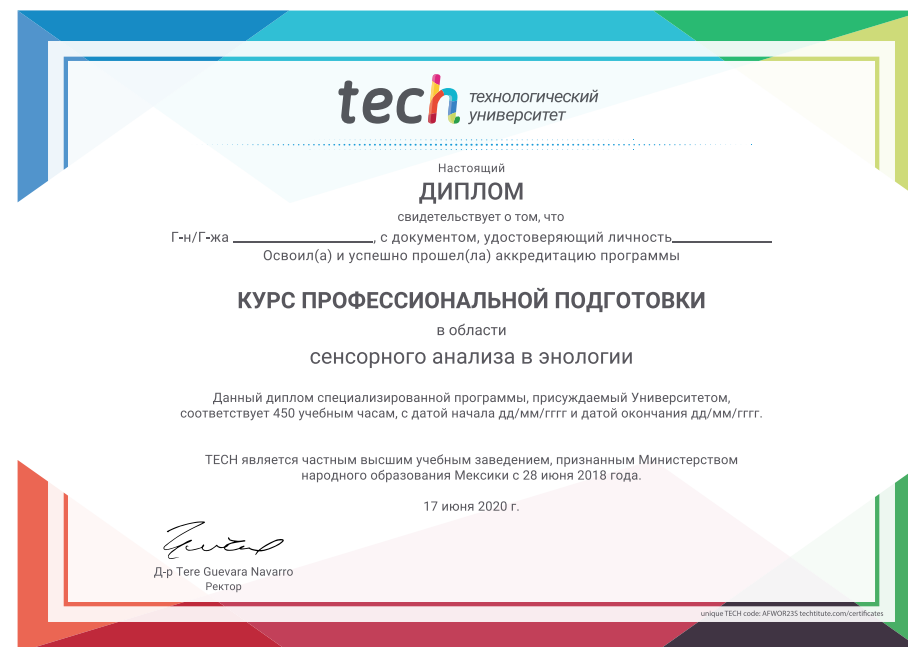 tech технологический
университет
Настоящий
ДИПЛОМ
свидетельствует о том, что
Г-н/Г-жа ____________, с документом, удостоверяющий личность____________
Освоил(а) и успешно прошел(ла) аккредитацию программы
КУРС ПРОФЕССИОНАЛЬНОЙ ПОДГОТОВКИ
в области
сенсорного анализа в энологии
Данный диплом специализированной программы, присуждаемый Университетом,
соответствует 450 учебным часам, с датой начала дд/мм/гггг и датой окончания дд/мм/гггг.
TECH является частным высшим учебным заведением, признанным Министерством
народного образования Мексики с 28 июня 2018 года.
17 июня 2020 г.
Д-р Tere Guevara Navarro
Ректор
unique TECH code: AFWOR23S techtitute.com/certificates